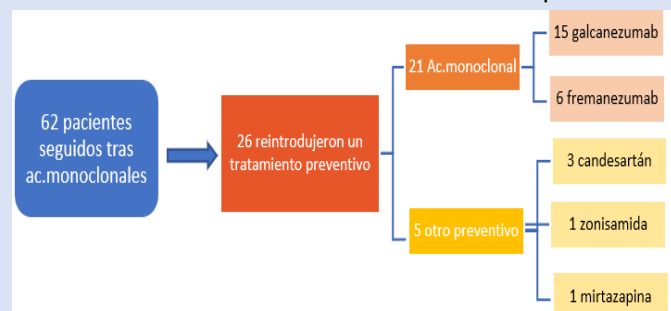 62 pacientes
seguidos tras
ac.monoclonales
26 reintrodujeron un
tratamiento preventivo
21 Ac.monoclonal
15 galcanezumab
6 fremanezumab
5 otro preventivo
3 candesartán
1 zonisamida
1 mirtazapina